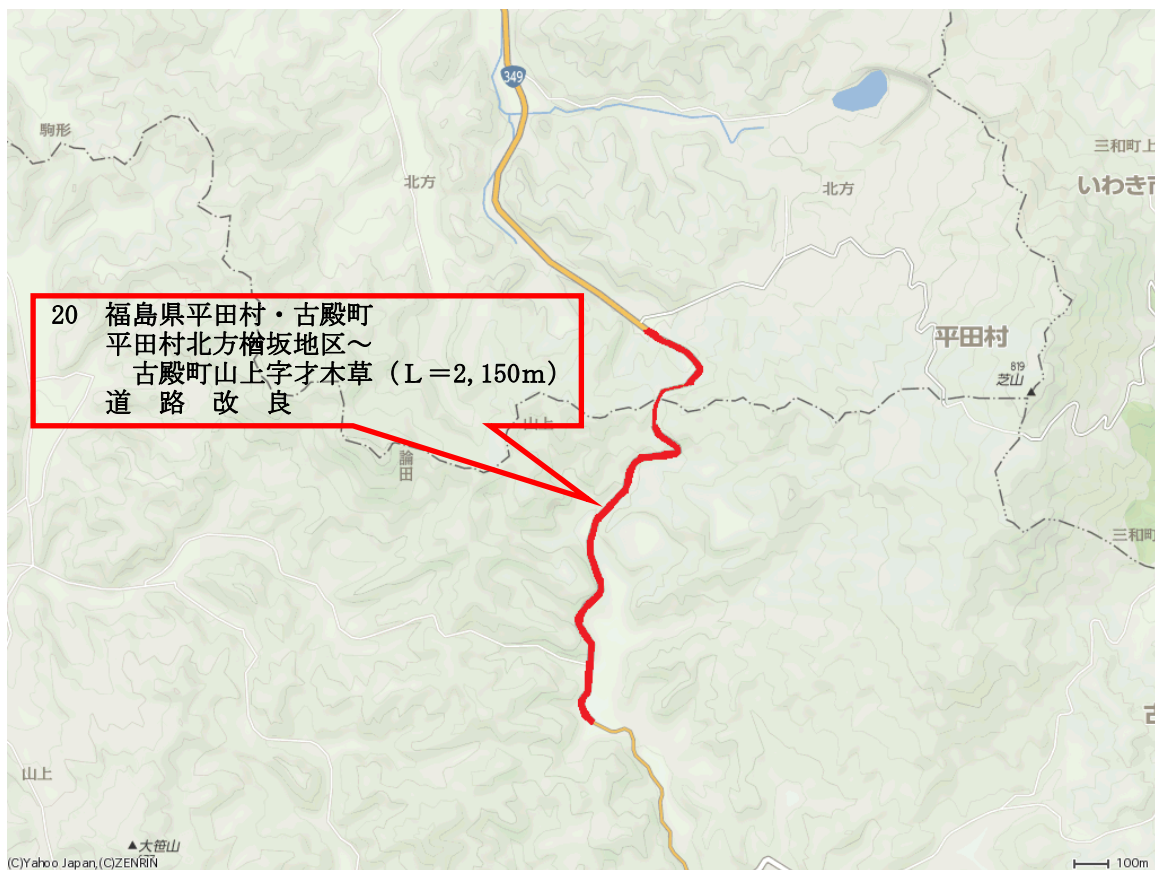 349
駒形
三和町上
北方
北方
いわき市
20 福島県平田村・古殿町
平田村北方楢坂地区～
古殿町山上字才木草（Ｌ＝2,150m）
道 路 改 良
平田村
819
芝山
山上
論田
三和町
古
山上
大笹山
(C)Yahoo Japan,(C)ZENRIN
100m